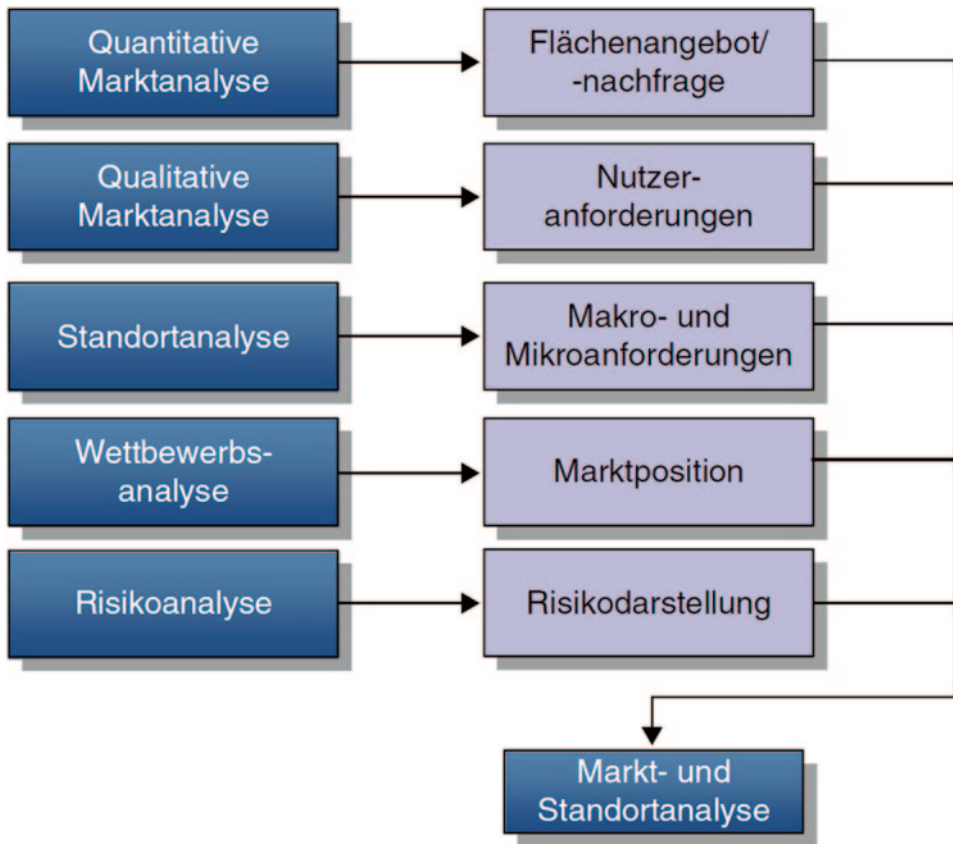 Quantitative
Marktanalyse
Flächenangebot/
-nachfrage
Qualitative
Marktanalyse
Nutzer-
anforderungen
Standortanalyse
Makro- und
Mikroanforderungen
Wettbewerbs-
analyse
Marktposition
Risikoanalyse
Risikodarstellung
Markt- und
Standortanalyse